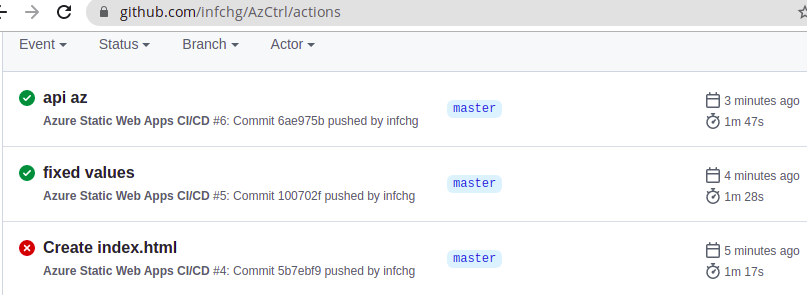 github.com/infchg/AzCtrl/actions
Event Status Branch Actor
api az
master
3 minutes ago
Azure Static Web Apps CI/CD #6: Commit 6ae975b pushed by infchg
1m 47s
fixed values
master
4 minutes ago
Azure Static Web Apps CI/CD #5: Commit 100702f pushed by infchg
1m 28s
Create index.html
master
5 minutes ago
Azure Static Web Apps CI/CD #4: Commit 5b7ebf9 pushed by infchg
1m 17s